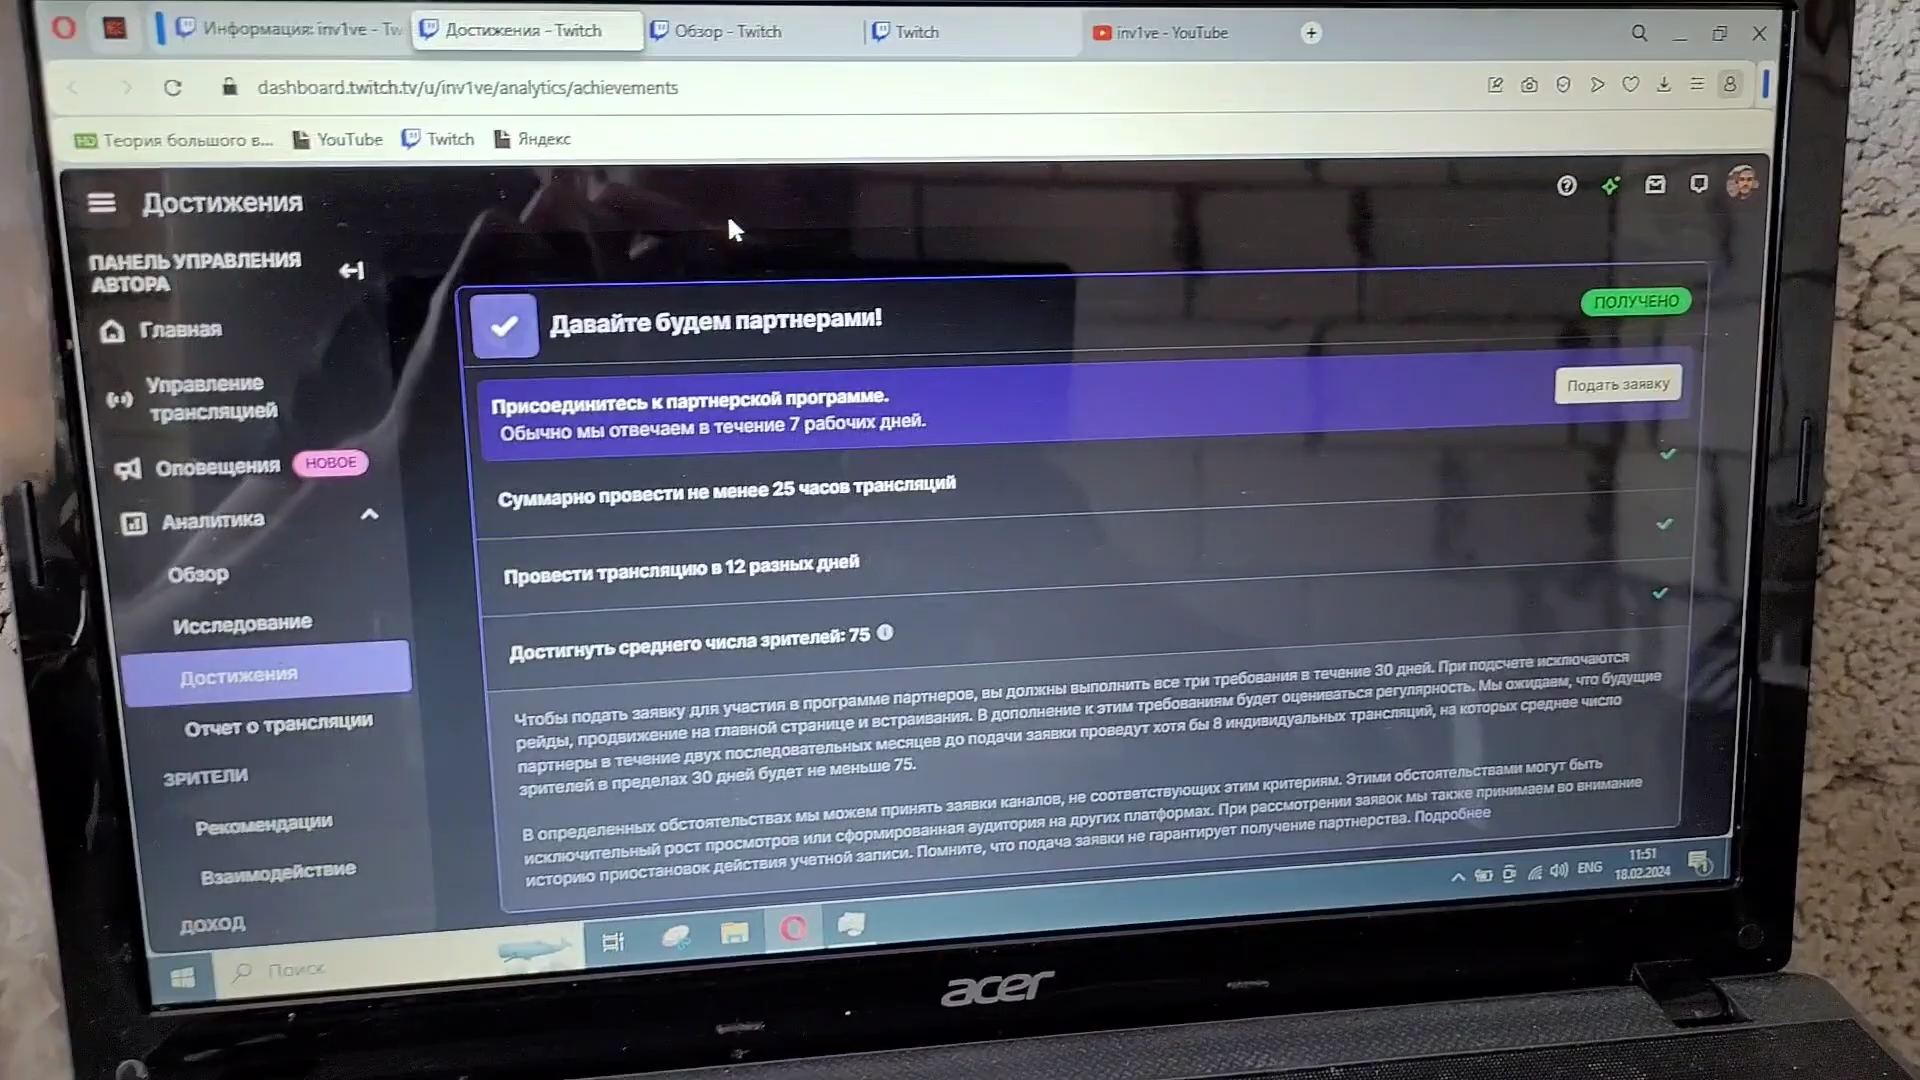 Информация: inv1ve - Tw
Достижения - Twitch
Обзор - Twitch
Twitch
inv1ve - YouTube
dashboard.twitch.tv/u/inv1ve/analytics/achievements
HD Теория большого в...
YouTube
Twitch
Яндекс
Достижения
ПАНЕЛЬ УПРАВЛЕНИЯ
АВТОРА
Главная
Управление
трансляцией
Оповещения
НОВОЕ
Аналитика
Обзор
Исследование
Достижения
Отчет о трансляции
ЗРИТЕЛИ
Рекомендации
Взаимодействие
ДОХОД
Давайте будем партнерами!
ПОЛУЧЕНО
Присоединитесь к партнерской программе.
Обычно мы отвечаем в течение 7 рабочих дней.
Подать заявку
Суммарно провести не менее 25 часов трансляций
Провести трансляцию в 12 разных дней
Достигнуть среднего числа зрителей: 75
Чтобы подать заявку для участия в программе партнеров, вы должны выполнить все три требования в течение 30 дней. При подсчете исключаются
рейды, продвижение на главной странице и встраивания. В дополнение к этим требованиям будет оцениваться регулярность. Мы ожидаем, что будущие
партнеры в течение двух последовательных месяцев до подачи заявки проведут хотя бы 8 индивидуальных трансляций, на которых среднее число
зрителей в пределах 30 дней будет не меньше 75.
В определенных обстоятельствах мы можем принять заявки каналов, не соответствующих этим критериям. Этими обстоятельствами могут быть
исключительный рост просмотров или сформированная аудитория на других платформах. При рассмотрении заявок мы также принимаем во внимание
историю приостановок действия учетной записи. Помните, что подача заявки не гарантирует получение партнерства. Подробнее
Поиск
ENG
11:51
18.02.2024
acer